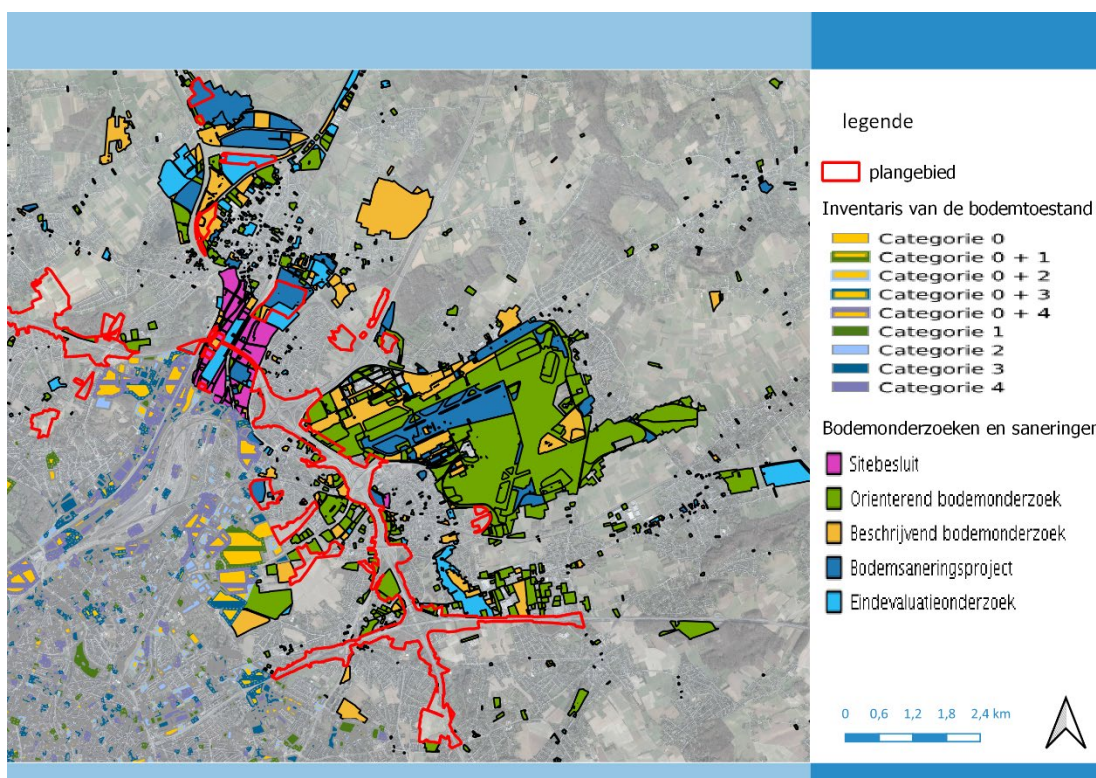 legende
plangebied
Inventaris van de bodemtoestand
Categorie 0
Categorie 0 + 1
Categorie 0 + 2
Categorie 0 + 3
Categorie 0 + 4
Categorie 1
Categorie 2
Categorie 3
Categorie 4
Bodemonderzoeken en saneringen
Sitebesluit
Orienterend bodemonderzoek
Beschrijvend bodemonderzoek
Bodemsaneringsproject
Eindevaluatieonderzoek
0 0,6 1,2 1,8 2,4 km